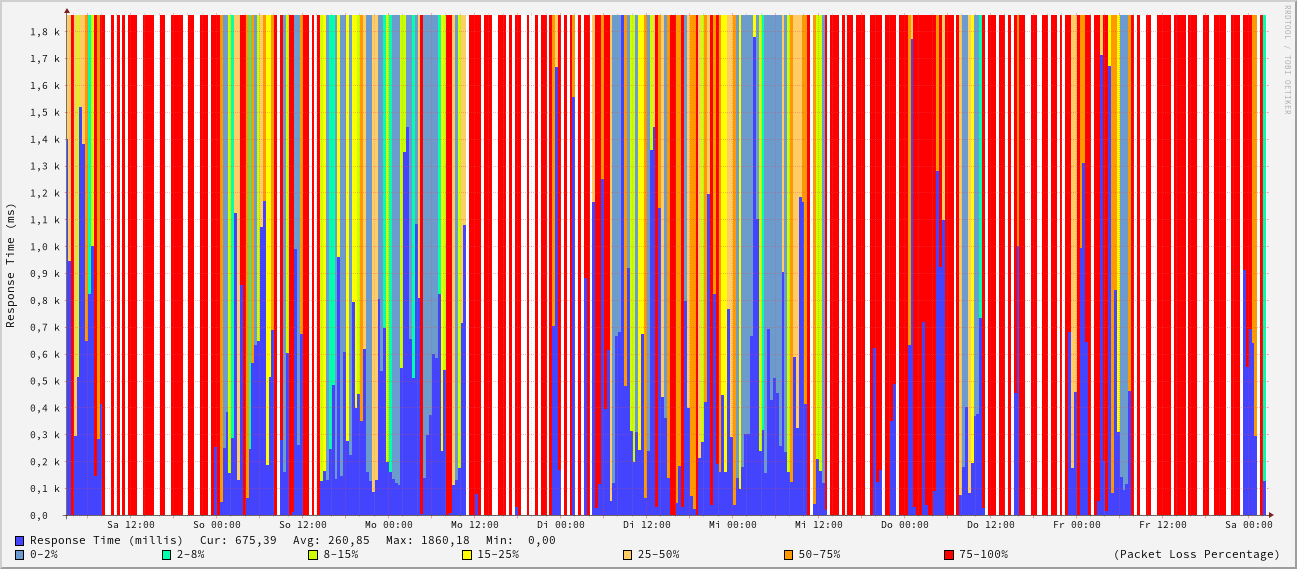 RRDTOOL / TOBI OETIKER
Response Time (ms)
1,8 k
1,7 k
1,6 k
1,5 k
1,4 k
1,3 k
1,2 k
1,1 k
1,0 k
0,9 k
0,8 k
0,7 k
0,6 k
0,5 k
0,4 k
0,3 k
0,2 k
0,1 k
0,0
Sa 12:00 So 00:00 So 12:00 Mo 00:00 Mo 12:00 Di 00:00 Di 12:00 Mi 00:00 Mi 12:00 Do 00:00 Do 12:00 Fr 00:00 Fr 12:00 Sa 00:00
Response Time (millis) Cur: 675,39 Avg: 260,85 Max: 1860,18 Min: 0,00
0-2% 2-8% 8-15% 15-25% 25-50% 50-75% 75-100% (Packet Loss Percentage)